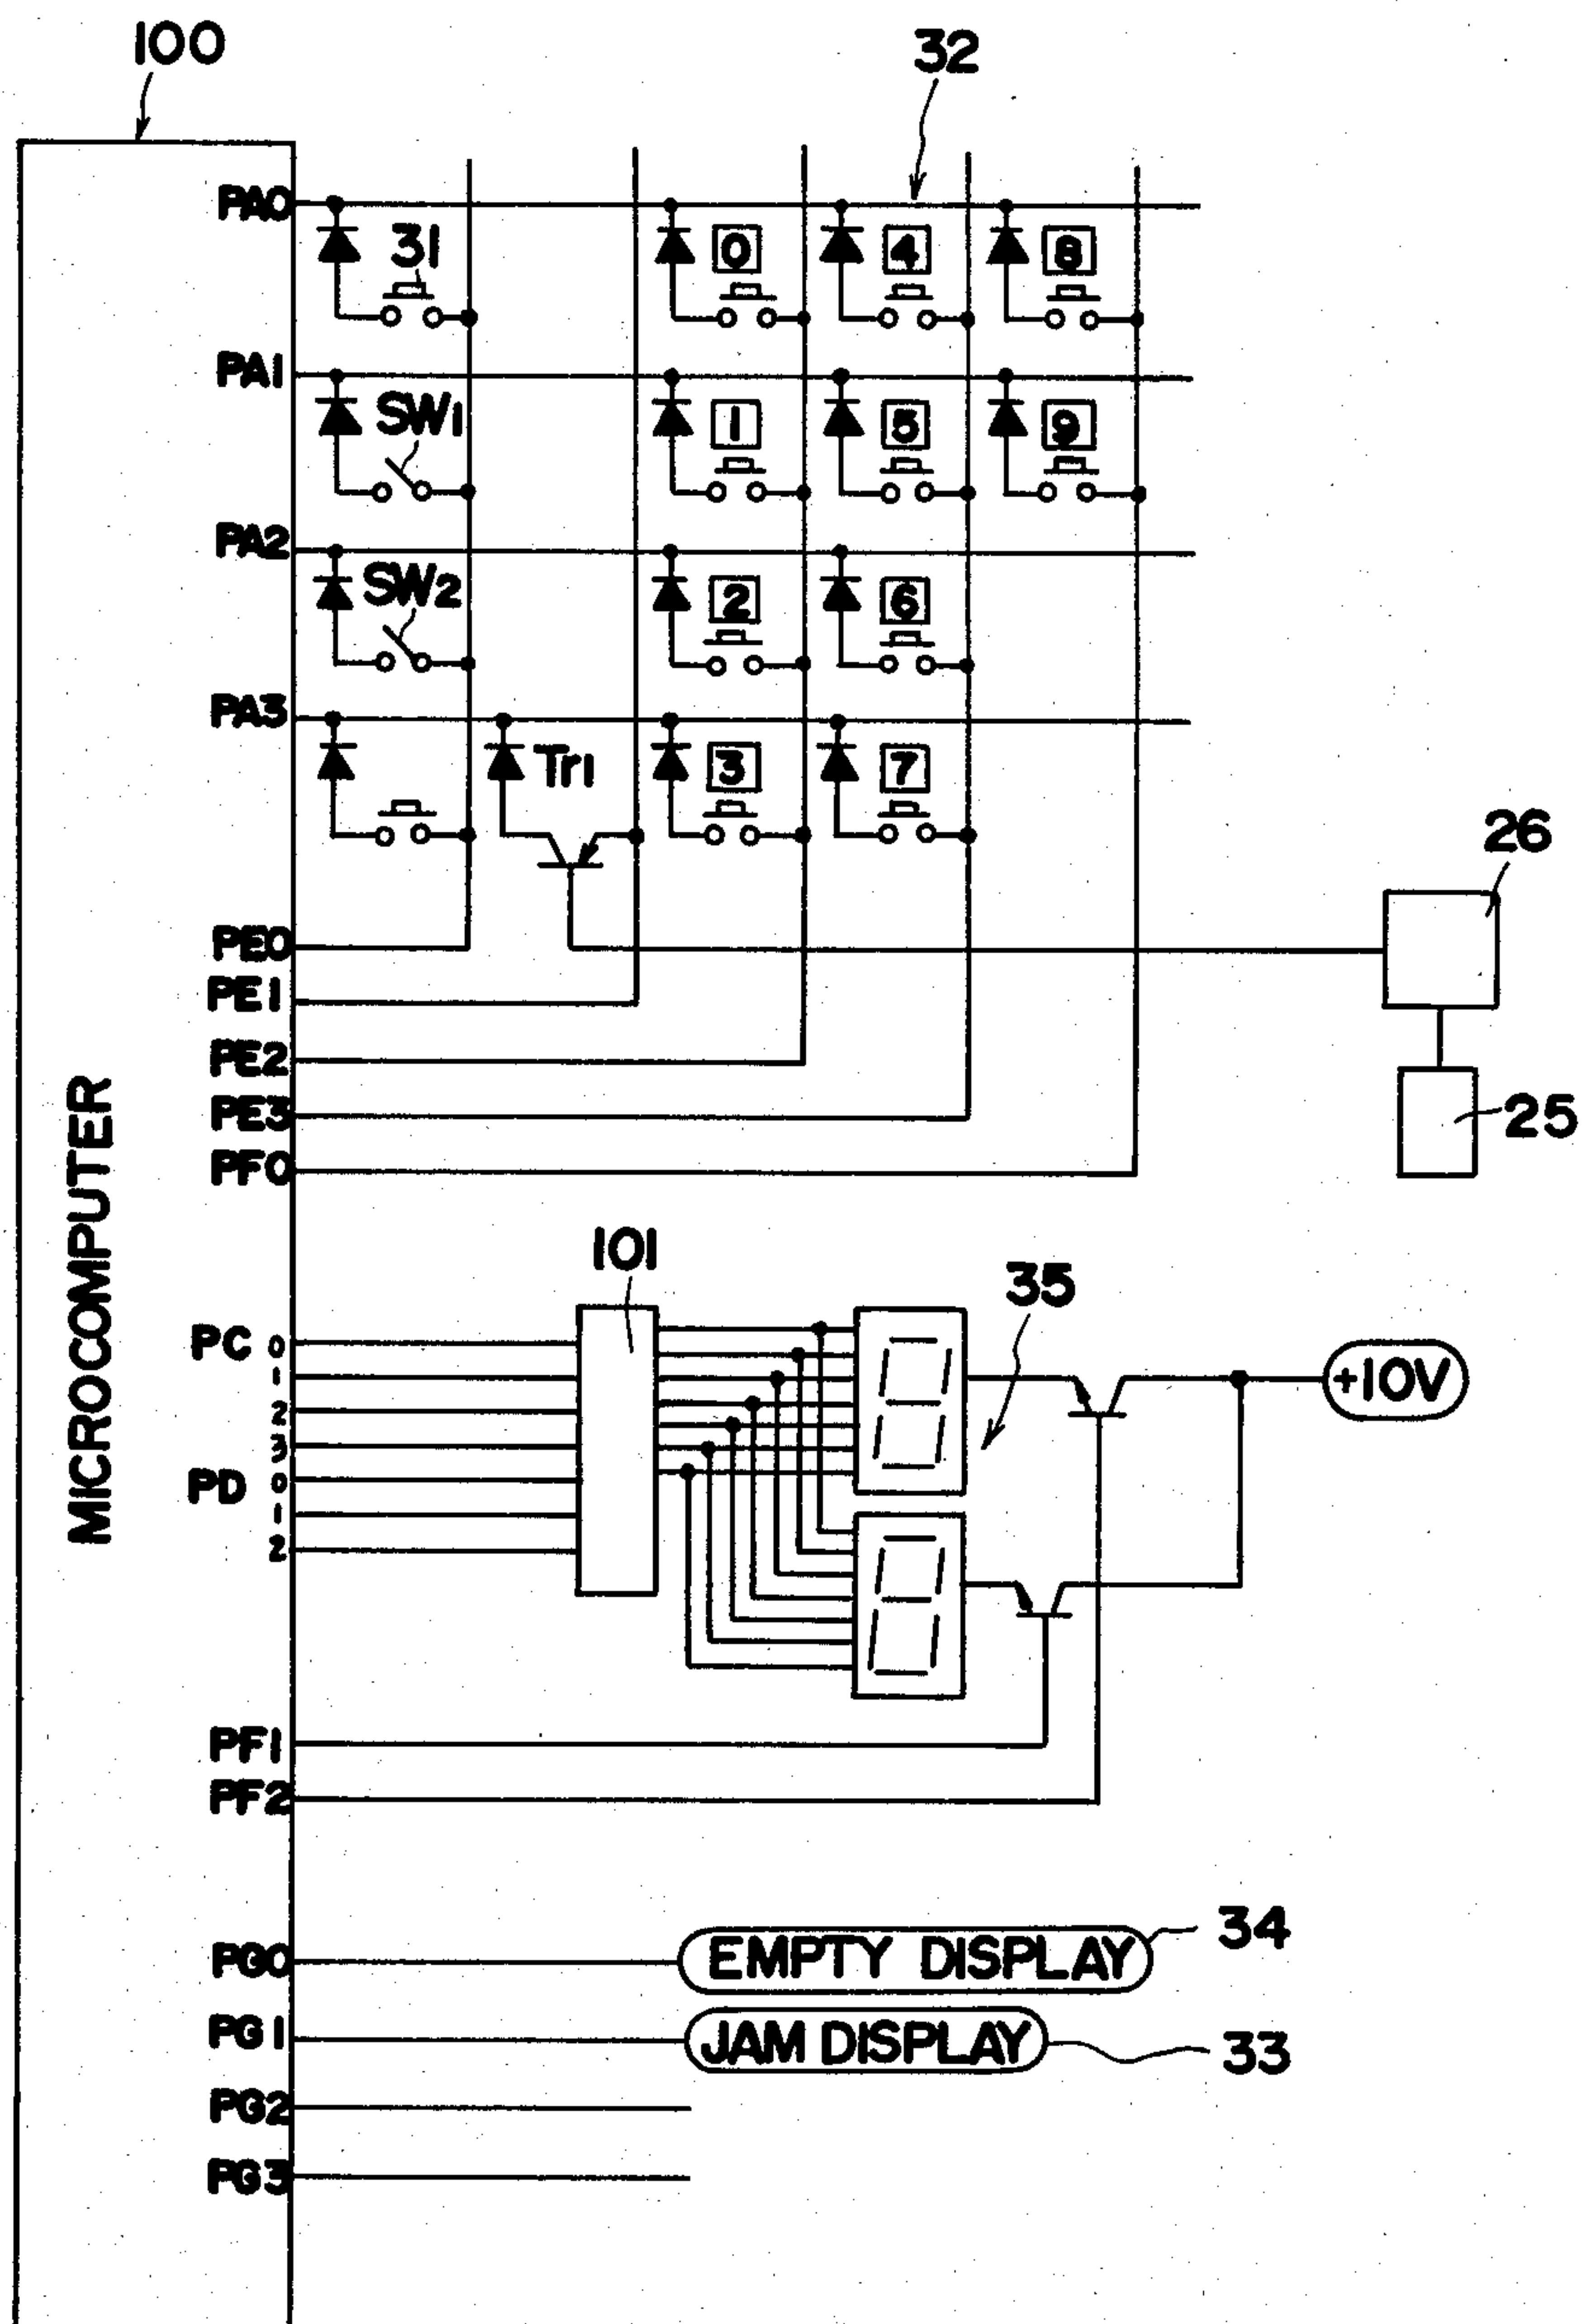 100
32
PA0
31
0
4
8
PA1
SW1
1
5
9
PA2
SW2
2
6
PA3
Tr1
3
7
26
PE0
PE1
PE2
PE3
25
PF0
MICROCOMPUTER
101
35
PC 0
1
2
3
PD 0
1
2
+10V
PF1
PF2
34
PG0
EMPTY DISPLAY
PG1
JAM DISPLAY
33
PG2
PG3